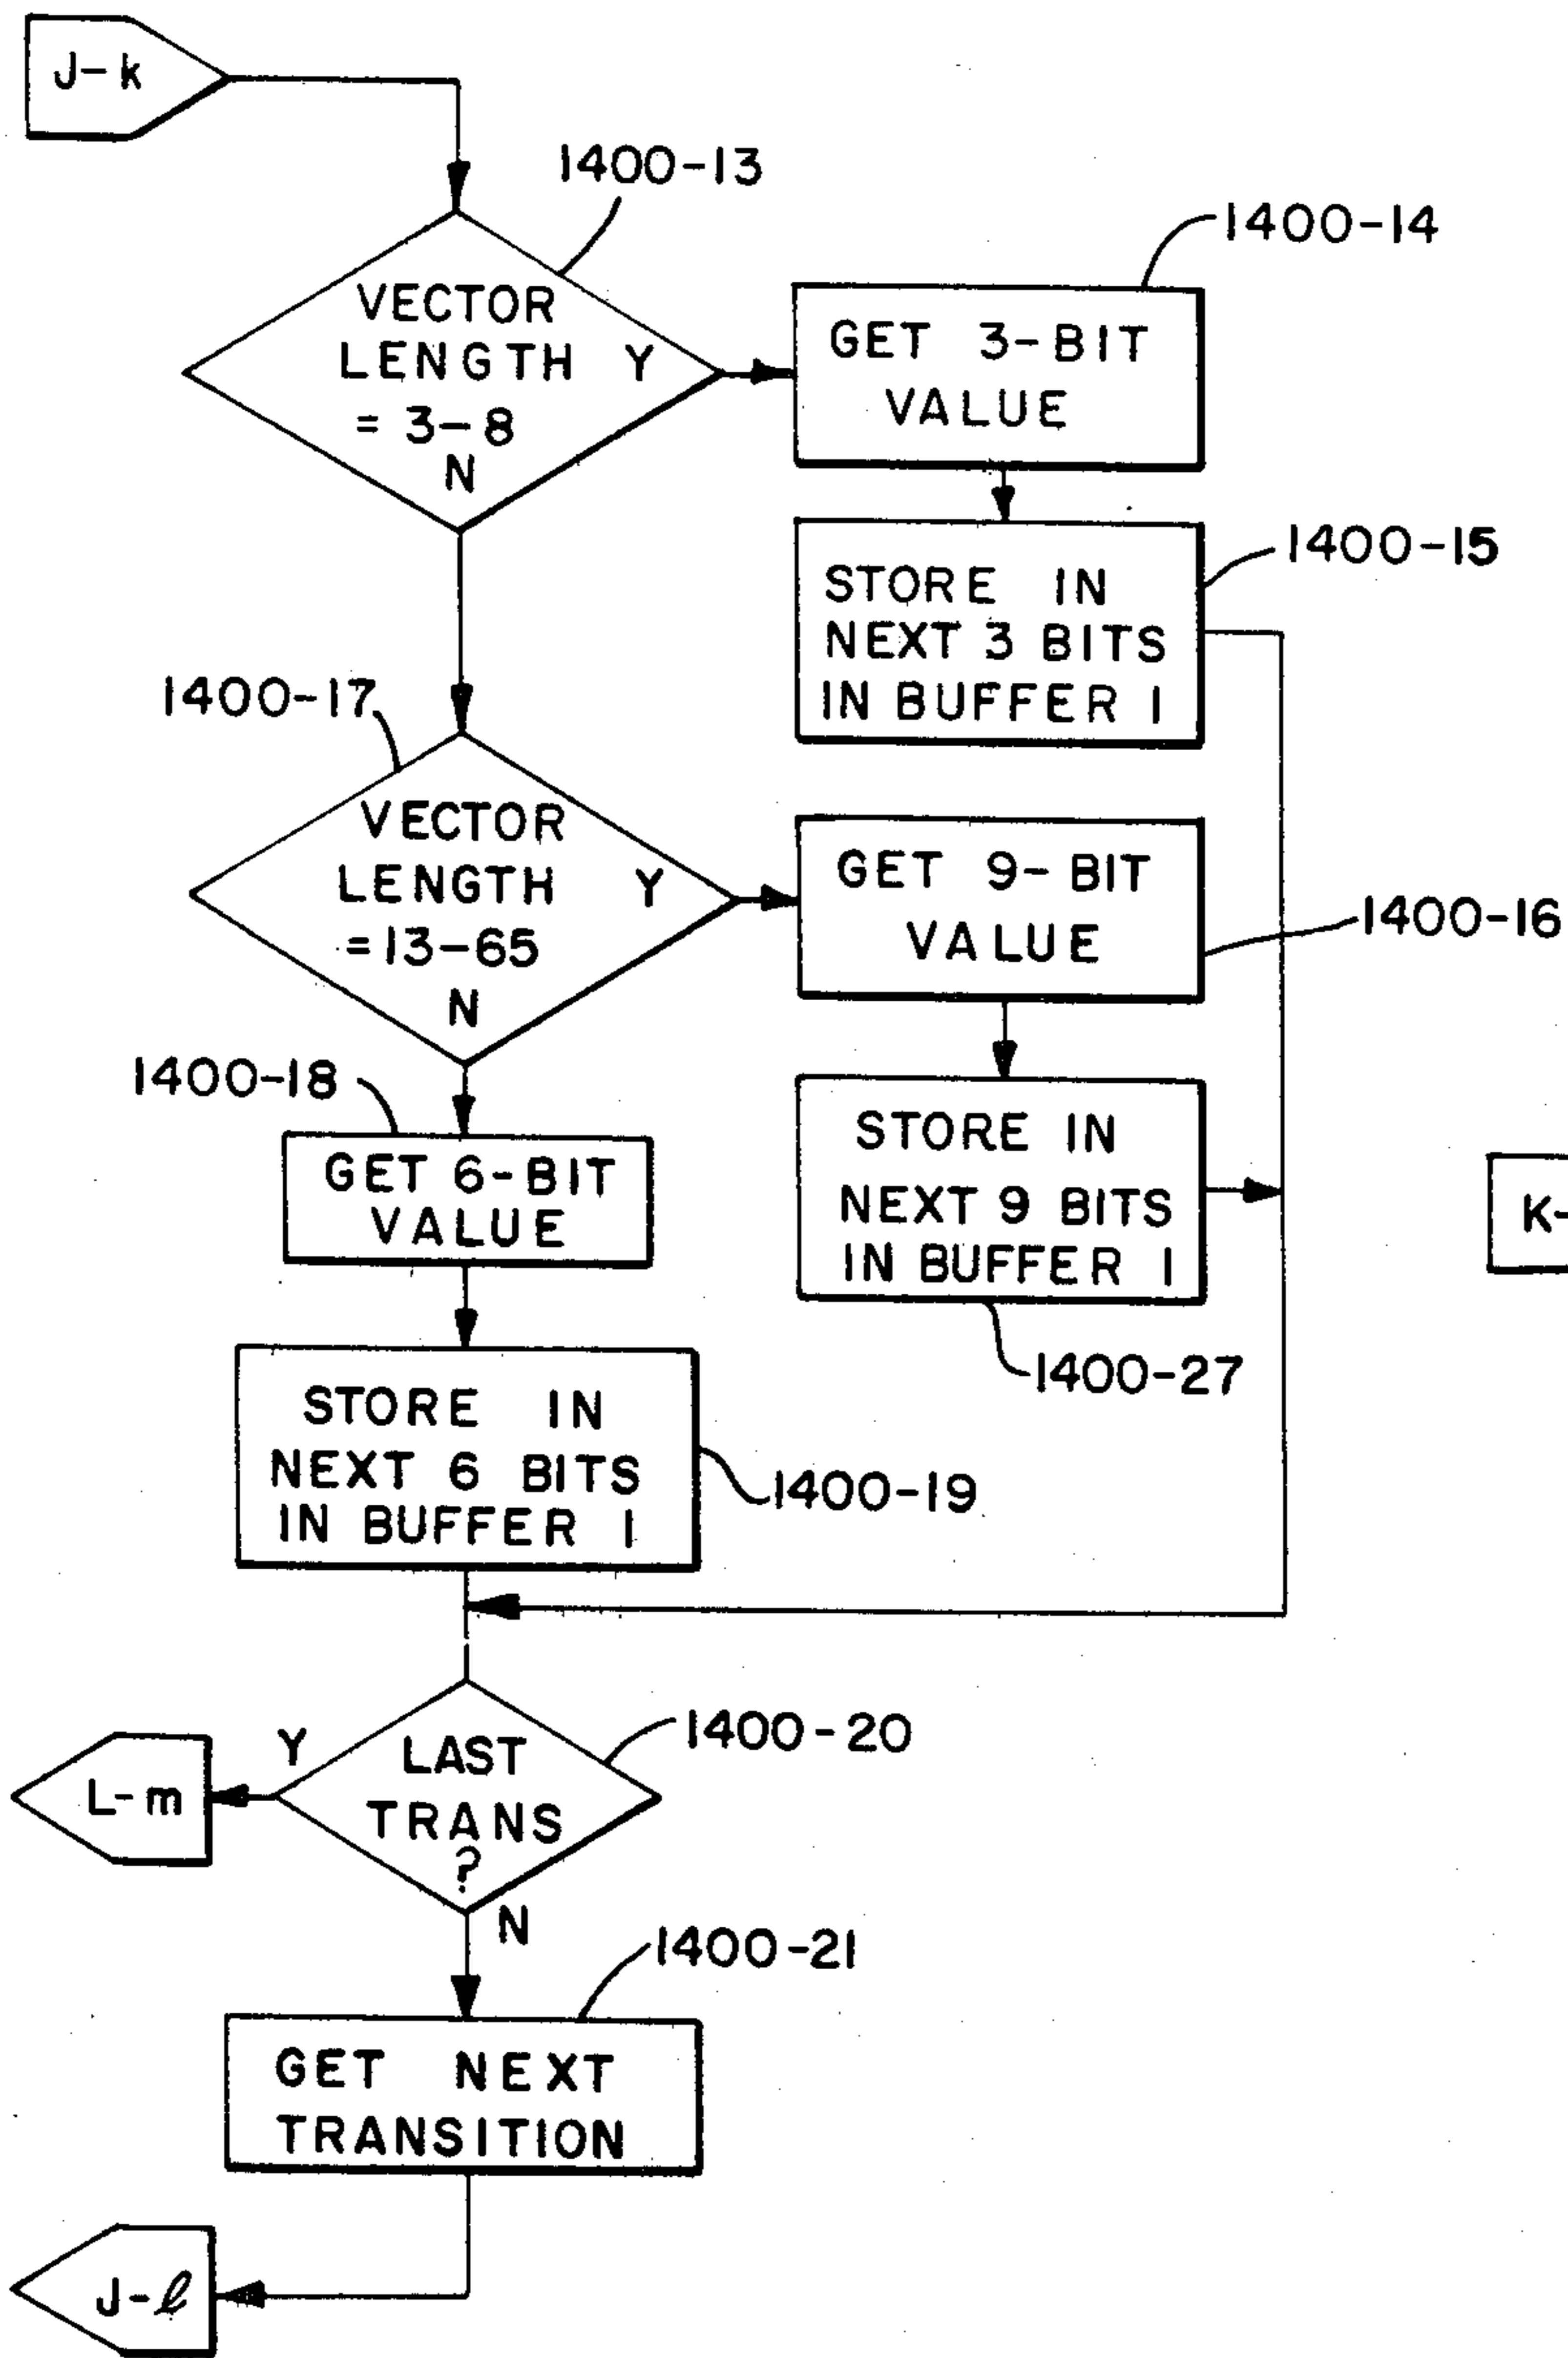 J-k
1400-13
VECTOR
LENGTH Y
= 3-8
N
1400-14
GET 3-BIT
VALUE
1400-15
STORE IN
NEXT 3 BITS
IN BUFFER 1
1400-17
VECTOR
LENGTH Y
=13-65
N
GET 9-BIT
VALUE
1400-16
1400-18
GET 6-BIT
VALUE
STORE IN
NEXT 9 BITS
IN BUFFER 1
K-
1400-27
STORE IN
NEXT 6 BITS
IN BUFFER 1
1400-19
Y
L-m
LAST
TRANS
?
1400-20
N
1400-21
GET NEXT
TRANSITION
J-ℓ